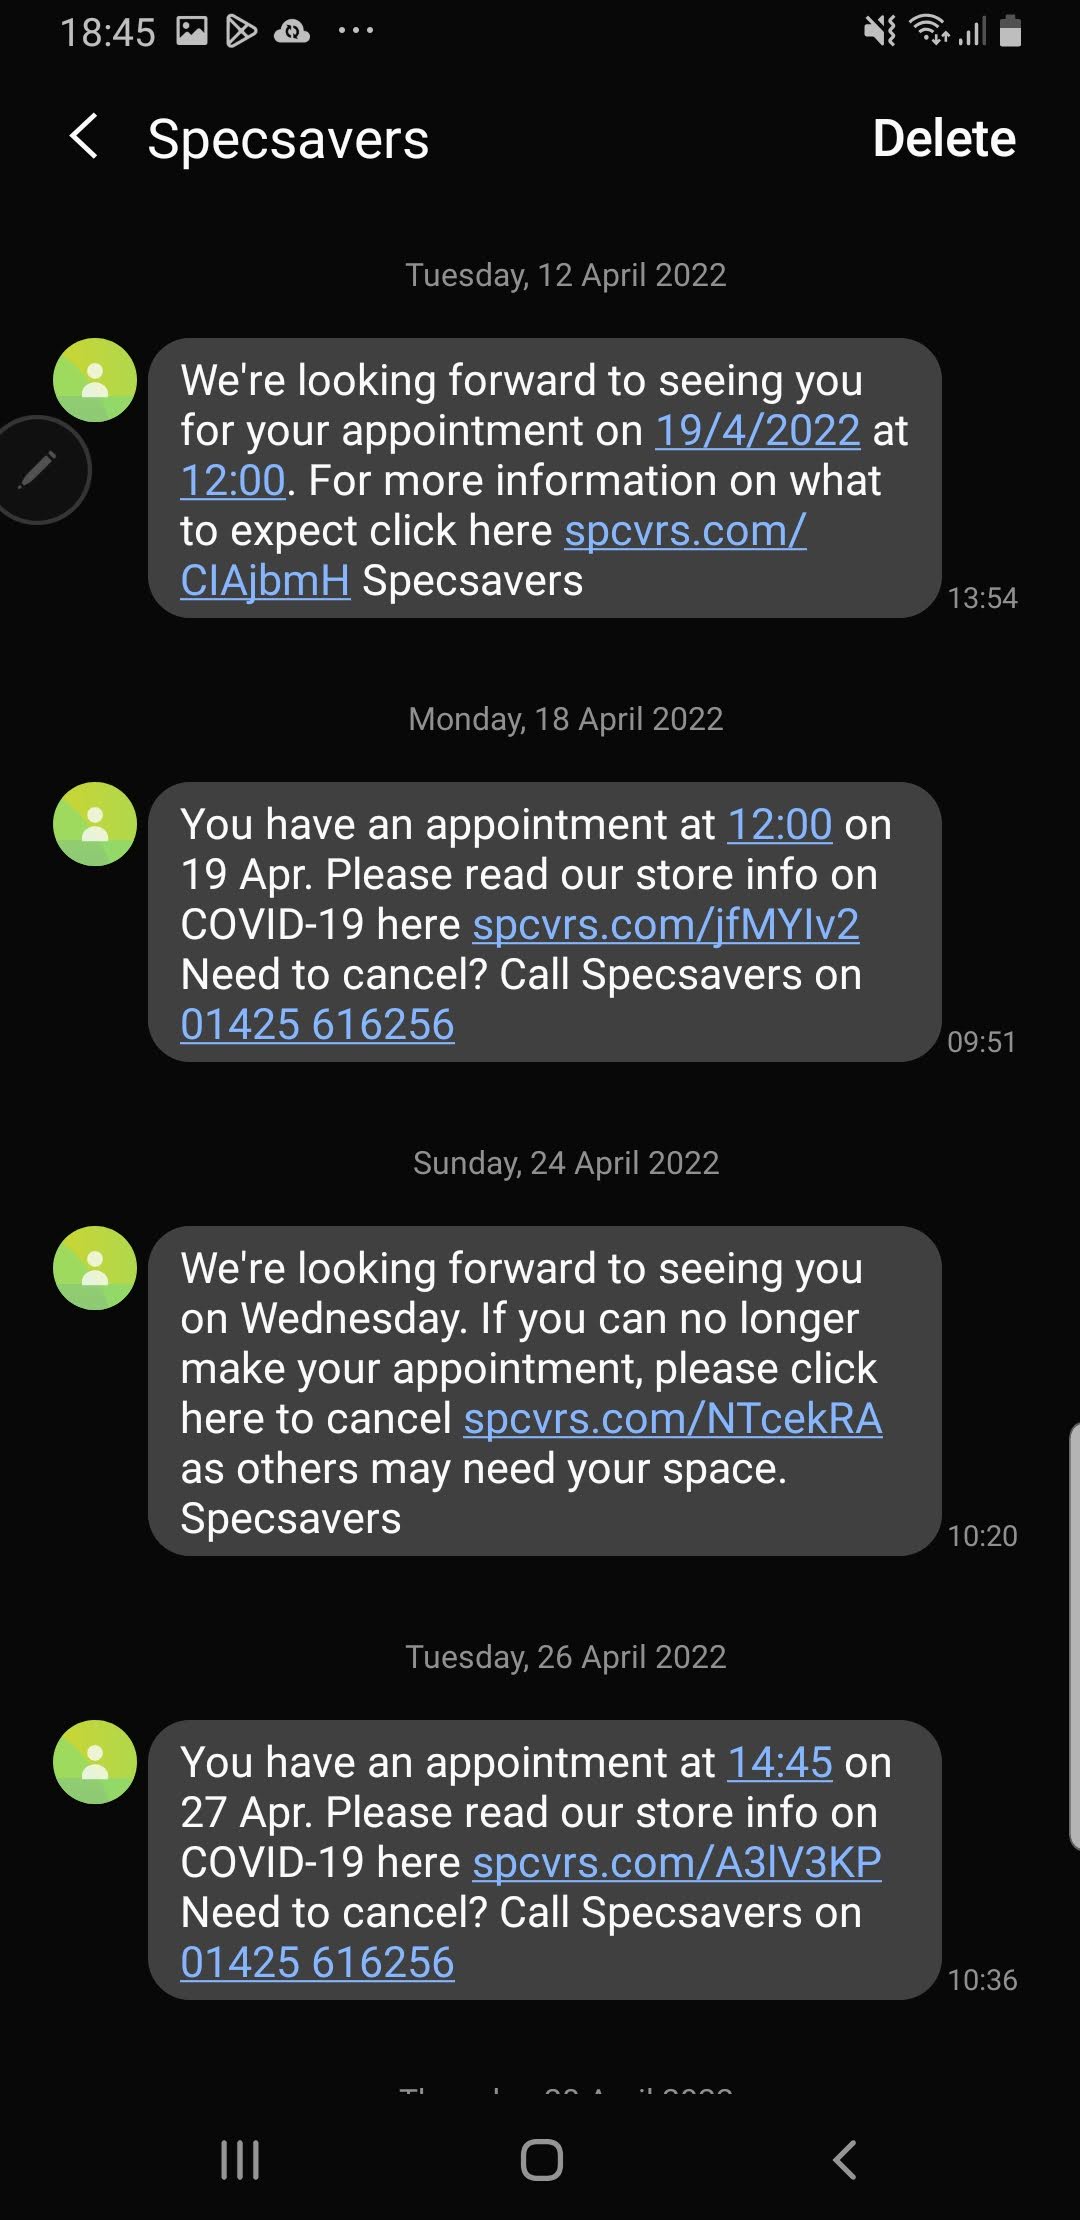 18:45
Specsavers
Delete
Tuesday, 12 April 2022
We're looking forward to seeing you
for your appointment on 19/4/2022 at
12:00. For more information on what
to expect click here spcvrs.com/
CIAjbmH Specsavers
13:54
Monday, 18 April 2022
You have an appointment at 12:00 on
19 Apr. Please read our store info on
COVID-19 here spcvrs.com/jfMYIv2
Need to cancel? Call Specsavers on
01425 616256
09:51
Sunday, 24 April 2022
We're looking forward to seeing you
on Wednesday. If you can no longer
make your appointment, please click
here to cancel spcvrs.com/NTcekRA
as others may need your space.
Specsavers
10:20
Tuesday, 26 April 2022
You have an appointment at 14:45 on
27 Apr. Please read our store info on
COVID-19 here spcvrs.com/A3lV3KP
Need to cancel? Call Specsavers on
01425 616256
10:36